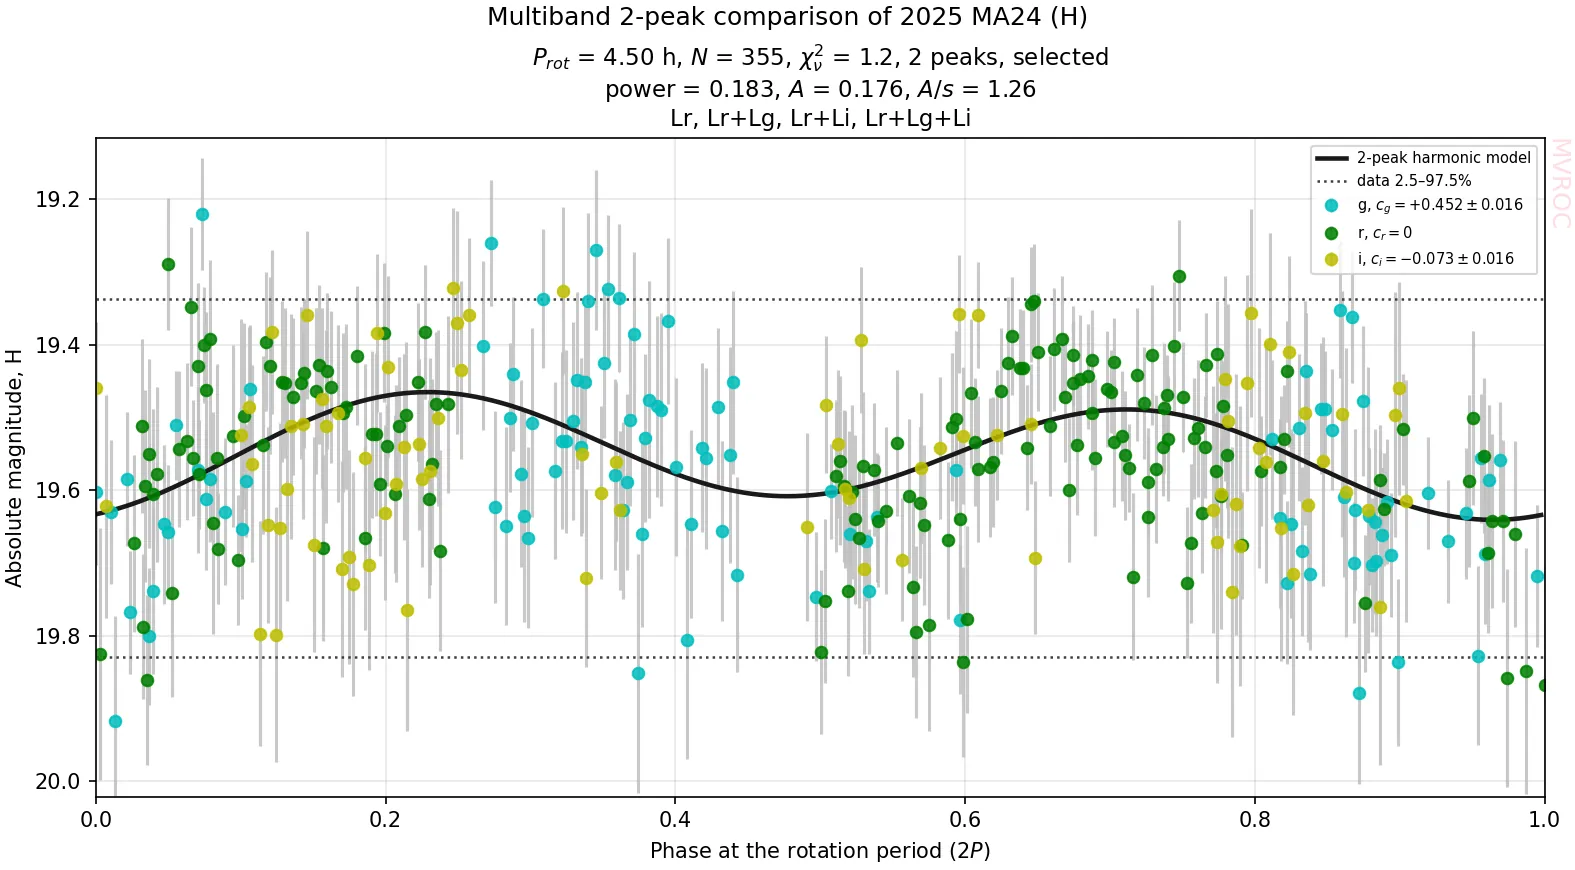 Multiband 2-peak comparison of 2025 MA24 (H)
P_rot = 4.50 h, N = 355, χ²_ν = 1.2, 2 peaks, selected
power = 0.183, A = 0.176, A/s = 1.26
Lr, Lr+Lg, Lr+Li, Lr+Lg+Li
2-peak harmonic model
data 2.5–97.5%
g, c_g = +0.452 ± 0.016
r, c_r = 0
i, c_i = −0.073 ± 0.016
MVROC
Absolute magnitude, H
19.2
19.4
19.6
19.8
20.0
0.0 0.2 0.4 0.6 0.8 1.0
Phase at the rotation period (2P)